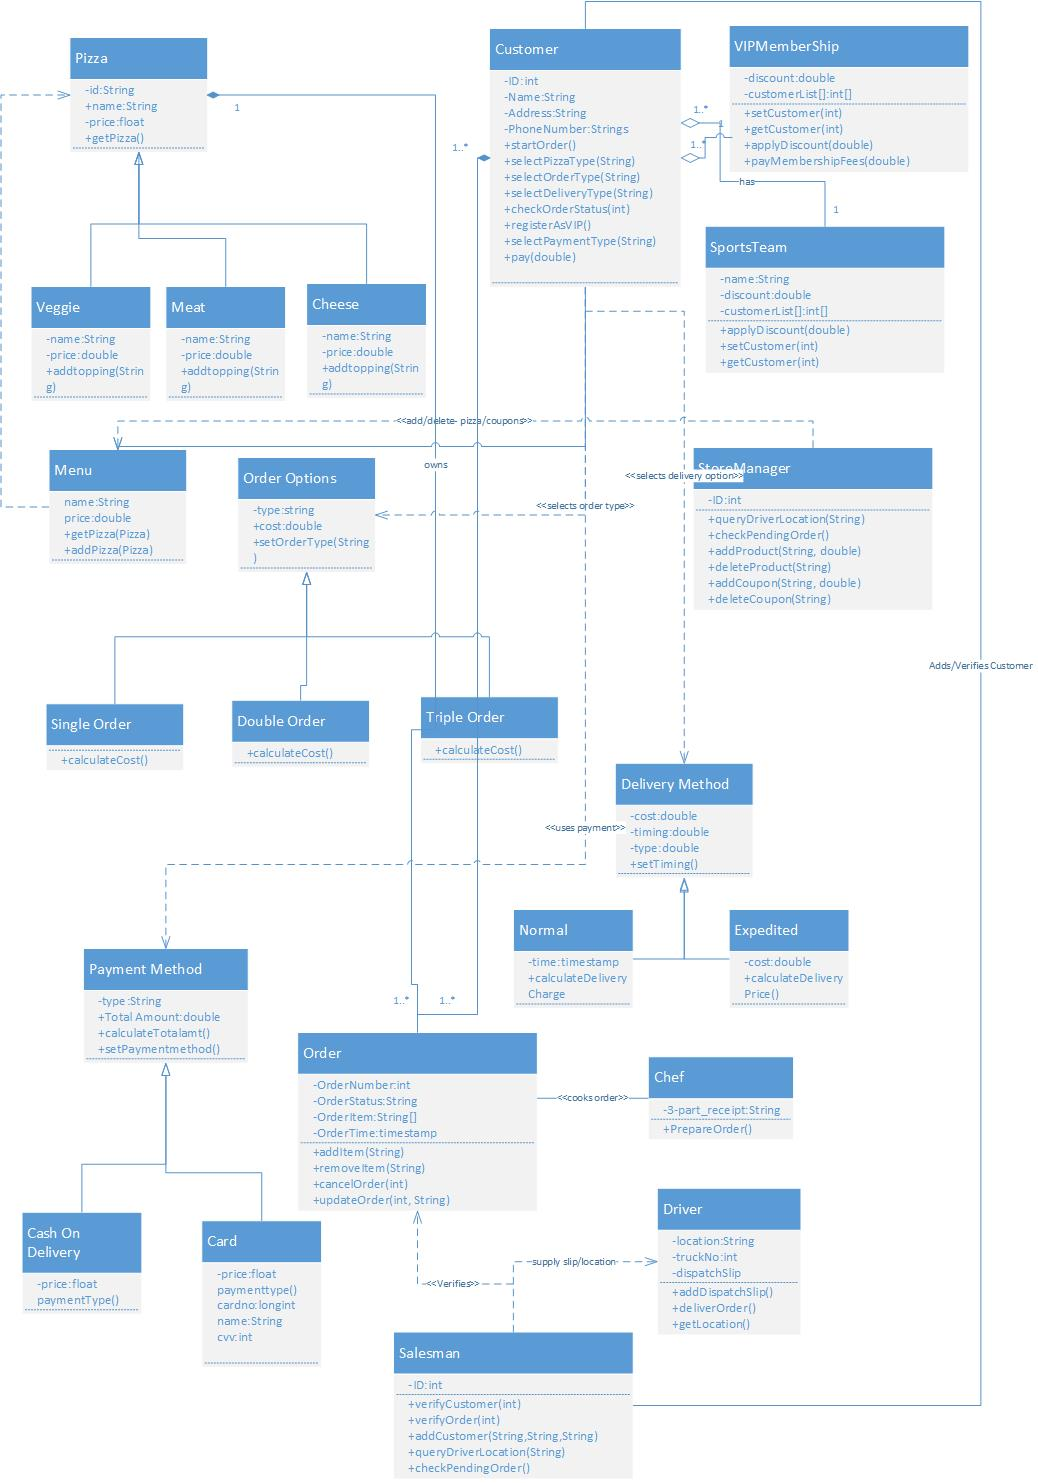 Pizza
-id:String
+name:String
-price:float
+getPizza()
1
Customer
-ID:int
-Name:String
-Address:String
-PhoneNumber:Strings
+startOrder()
+selectPizzaType(String)
+selectOrderType(String)
+selectDeliveryType(String)
+checkOrderStatus(int)
+registerAsVIP()
+selectPaymentType(String)
+pay(double)
1..*
VIPMemberShip
-discount:double
-customerList[]:int[]
+setCustomer(int)
+getCustomer(int)
+applyDiscount(double)
+payMembershipFees(double)
1..*
1
1..*
has
1
SportsTeam
-name:String
-discount:double
-customerList[]:int[]
+applyDiscount(double)
+setCustomer(int)
+getCustomer(int)
Veggie
-name:String
-price:double
+addtopping(Strin
g)
Meat
-name:String
-price:double
+addtopping(Strin
g)
Cheese
-name:String
-price:double
+addtopping(Strin
g)
<<add/delete- pizza/coupons>>
owns
Menu
name:String
price:double
+getPizza(Pizza)
+addPizza(Pizza)
Order Options
-type:string
+cost:double
+setOrderType(String
)
<<selects order type>>
<<selects delivery option>>
StoreManager
-ID:int
+queryDriverLocation(String)
+checkPendingOrder()
+addProduct(String, double)
+deleteProduct(String)
+addCoupon(String, double)
+deleteCoupon(String)
Adds/Verifies Customer
Single Order
+calculateCost()
Double Order
+calculateCost()
Triple Order
+calculateCost()
Delivery Method
-cost:double
-timing:double
-type:double
+setTiming()
<<uses payment>>
Normal
-time:timestamp
+calculateDelivery
Charge
Expedited
-cost:double
+calculateDelivery
Price()
Payment Method
-type:String
+Total Amount:double
+calculateTotalamt()
+setPaymentmethod()
1..*
1..*
Order
-OrderNumber:int
-OrderStatus:String
-OrderItem:String[]
-OrderTime:timestamp
+addItem(String)
+removeItem(String)
+cancelOrder(int)
+updateOrder(int, String)
<<cooks order>>
Chef
-3-part_receipt:String
+PrepareOrder()
Cash On
Delivery
-price:float
paymentType()
Card
-price:float
paymenttype()
cardno:longint
name:String
cvv:int
<<Verifies>>
supply slip/location
Driver
-location:String
-truckNo:int
-dispatchSlip
+addDispatchSlip()
+deliverOrder()
+getLocation()
Salesman
-ID:int
+verifyCustomer(int)
+verifyOrder(int)
+addCustomer(String,String,String)
+queryDriverLocation(String)
+checkPendingOrder()